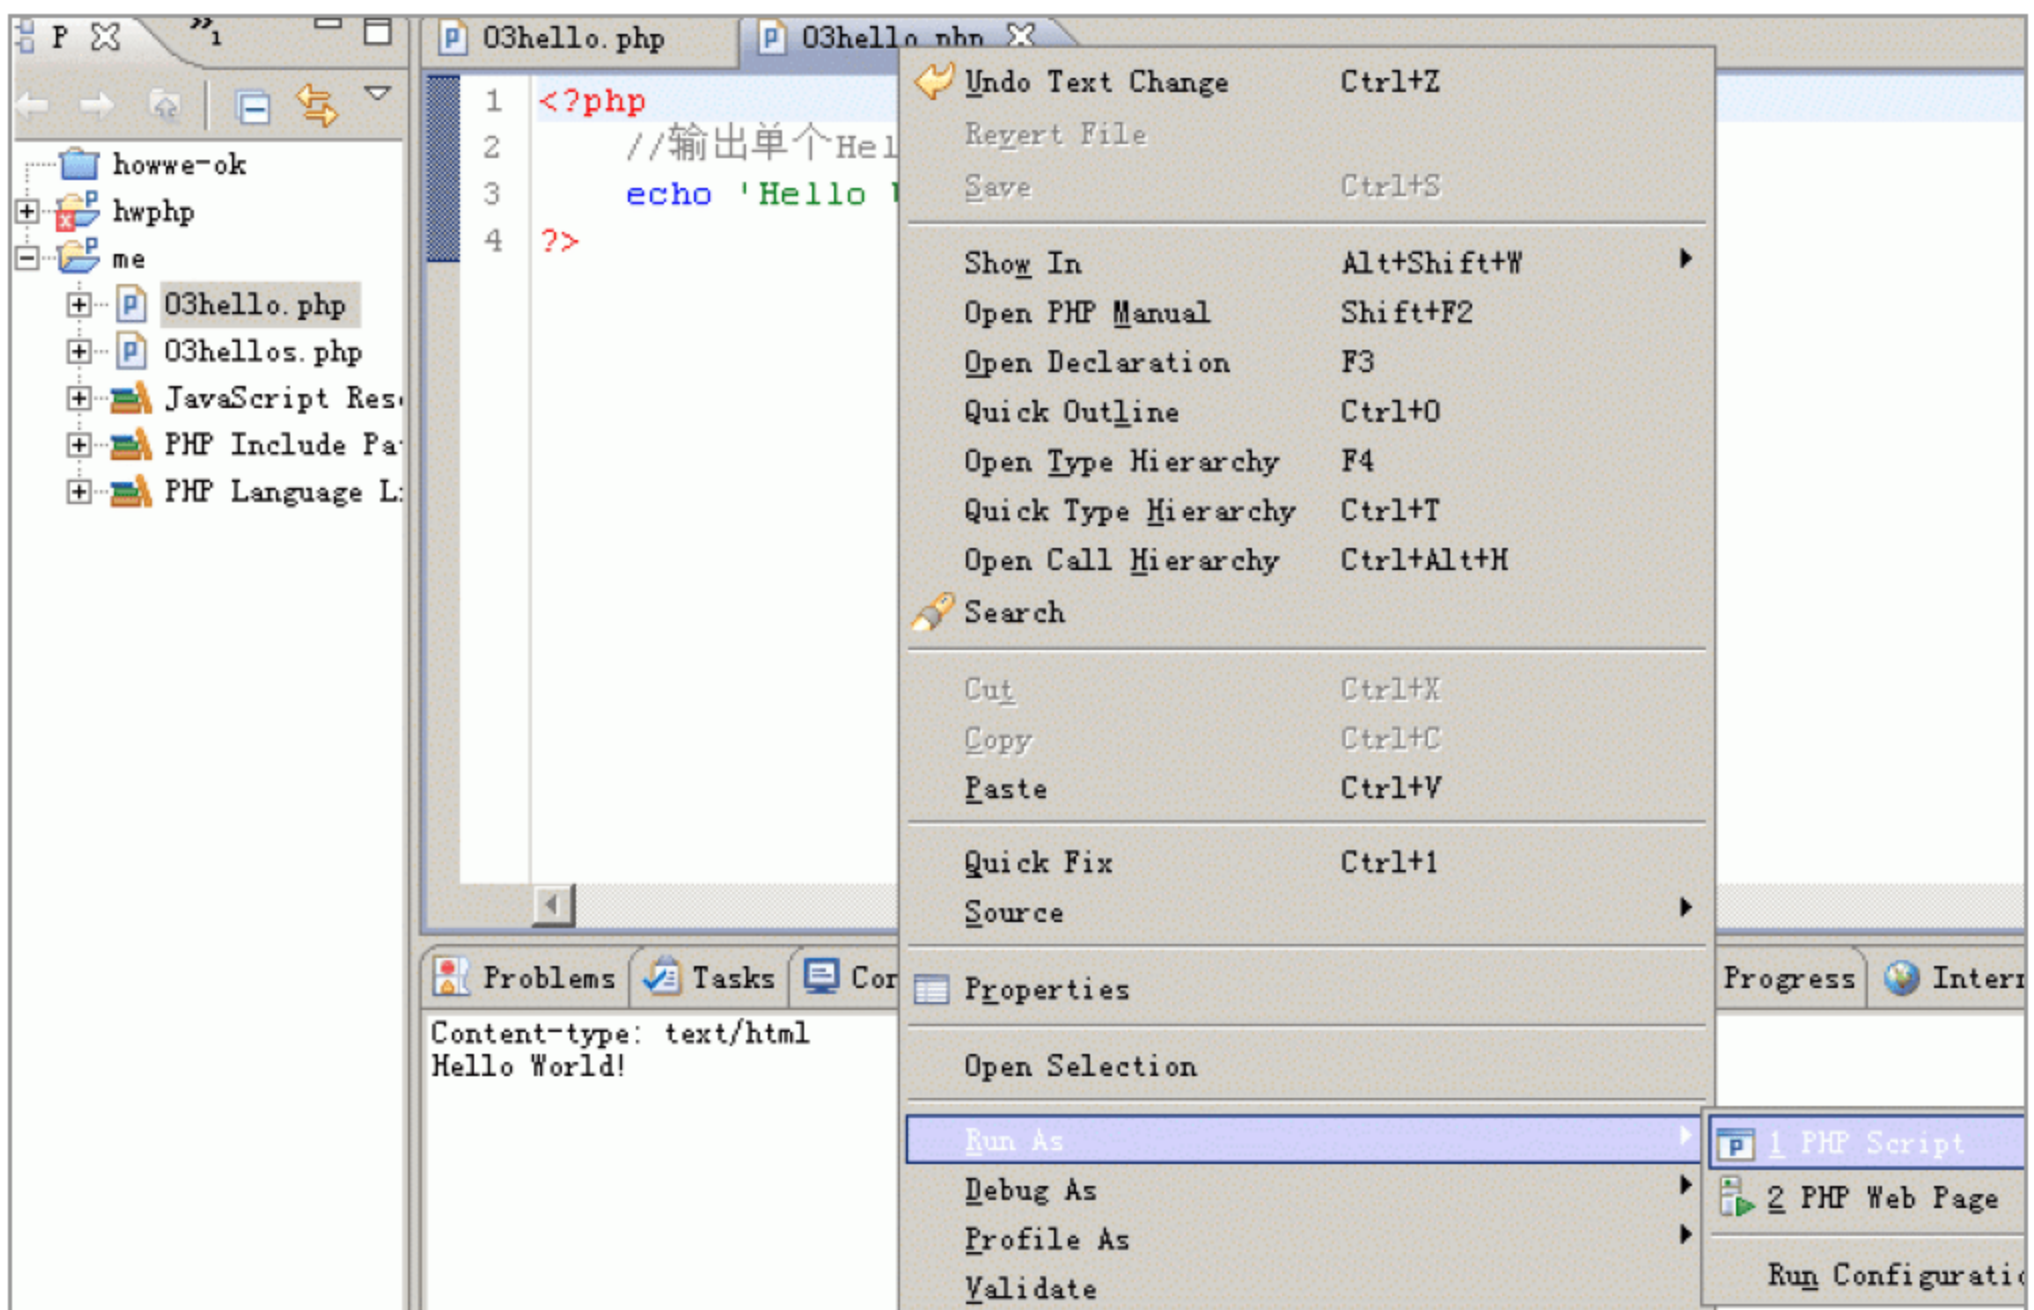 P
»1
03hello.php
03hello.php
howwe-ok
hwphp
me
03hello.php
03hellos.php
JavaScript Res
PHP Include Pa
PHP Language L
1 <?php
2 //输出单个Hel
3 echo 'Hello
4 ?>
Undo Text Change Ctrl+Z
Revert File
Save Ctrl+S
Show In Alt+Shift+W
Open PHP Manual Shift+F2
Open Declaration F3
Quick Outline Ctrl+O
Open Type Hierarchy F4
Quick Type Hierarchy Ctrl+T
Open Call Hierarchy Ctrl+Alt+H
Search
Cut Ctrl+X
Copy Ctrl+C
Paste Ctrl+V
Quick Fix Ctrl+1
Source
Properties
Open Selection
Run As
Debug As
Profile As
Validate
1 PHP Script
2 PHP Web Page
Run Configuratio
Problems
Tasks
Con
Progress
Intern
Content-type: text/html
Hello World!